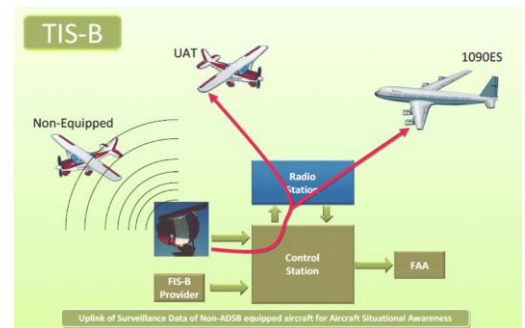 TIS-B
UAT
1090ES
Non-Equipped
Radio
Station
Control
Station
FAA
FIS-B
Provider
Uplink of Surveillance Data of Non-ADSB equipped aircraft for Aircraft Situational Awareness